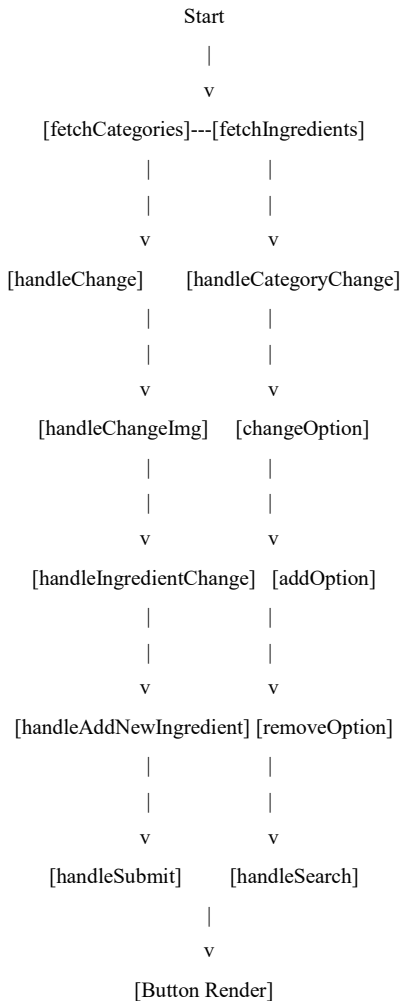 Start
|
v
[fetchCategories]---[fetchIngredients]
| |
| |
v v
[handleChange] [handleCategoryChange]
| |
| |
v v
[handleChangeImg] [changeOption]
| |
| |
v v
[handleIngredientChange] [addOption]
| |
| |
v v
[handleAddNewIngredient] [removeOption]
| |
| |
v v
[handleSubmit] [handleSearch]
|
v
[Button Render]